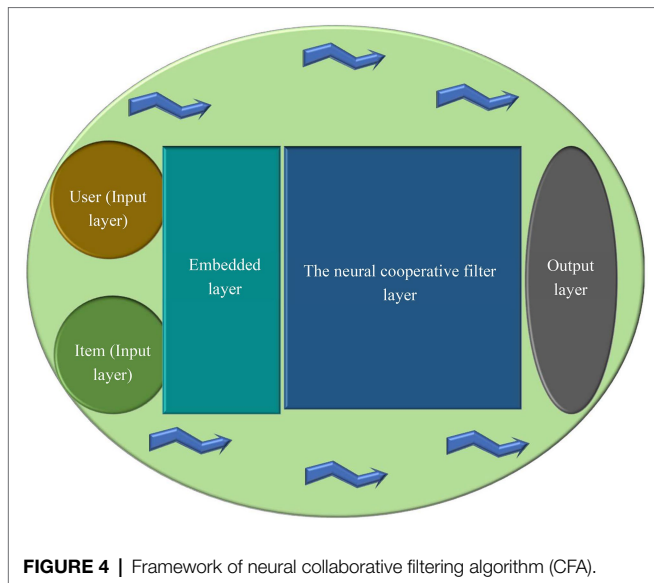 User (Input
layer)
Embedded
layer
The neural cooperative filter
layer
Output
layer
Item (Input
layer)
FIGURE 4 | Framework of neural collaborative filtering algorithm (CFA).